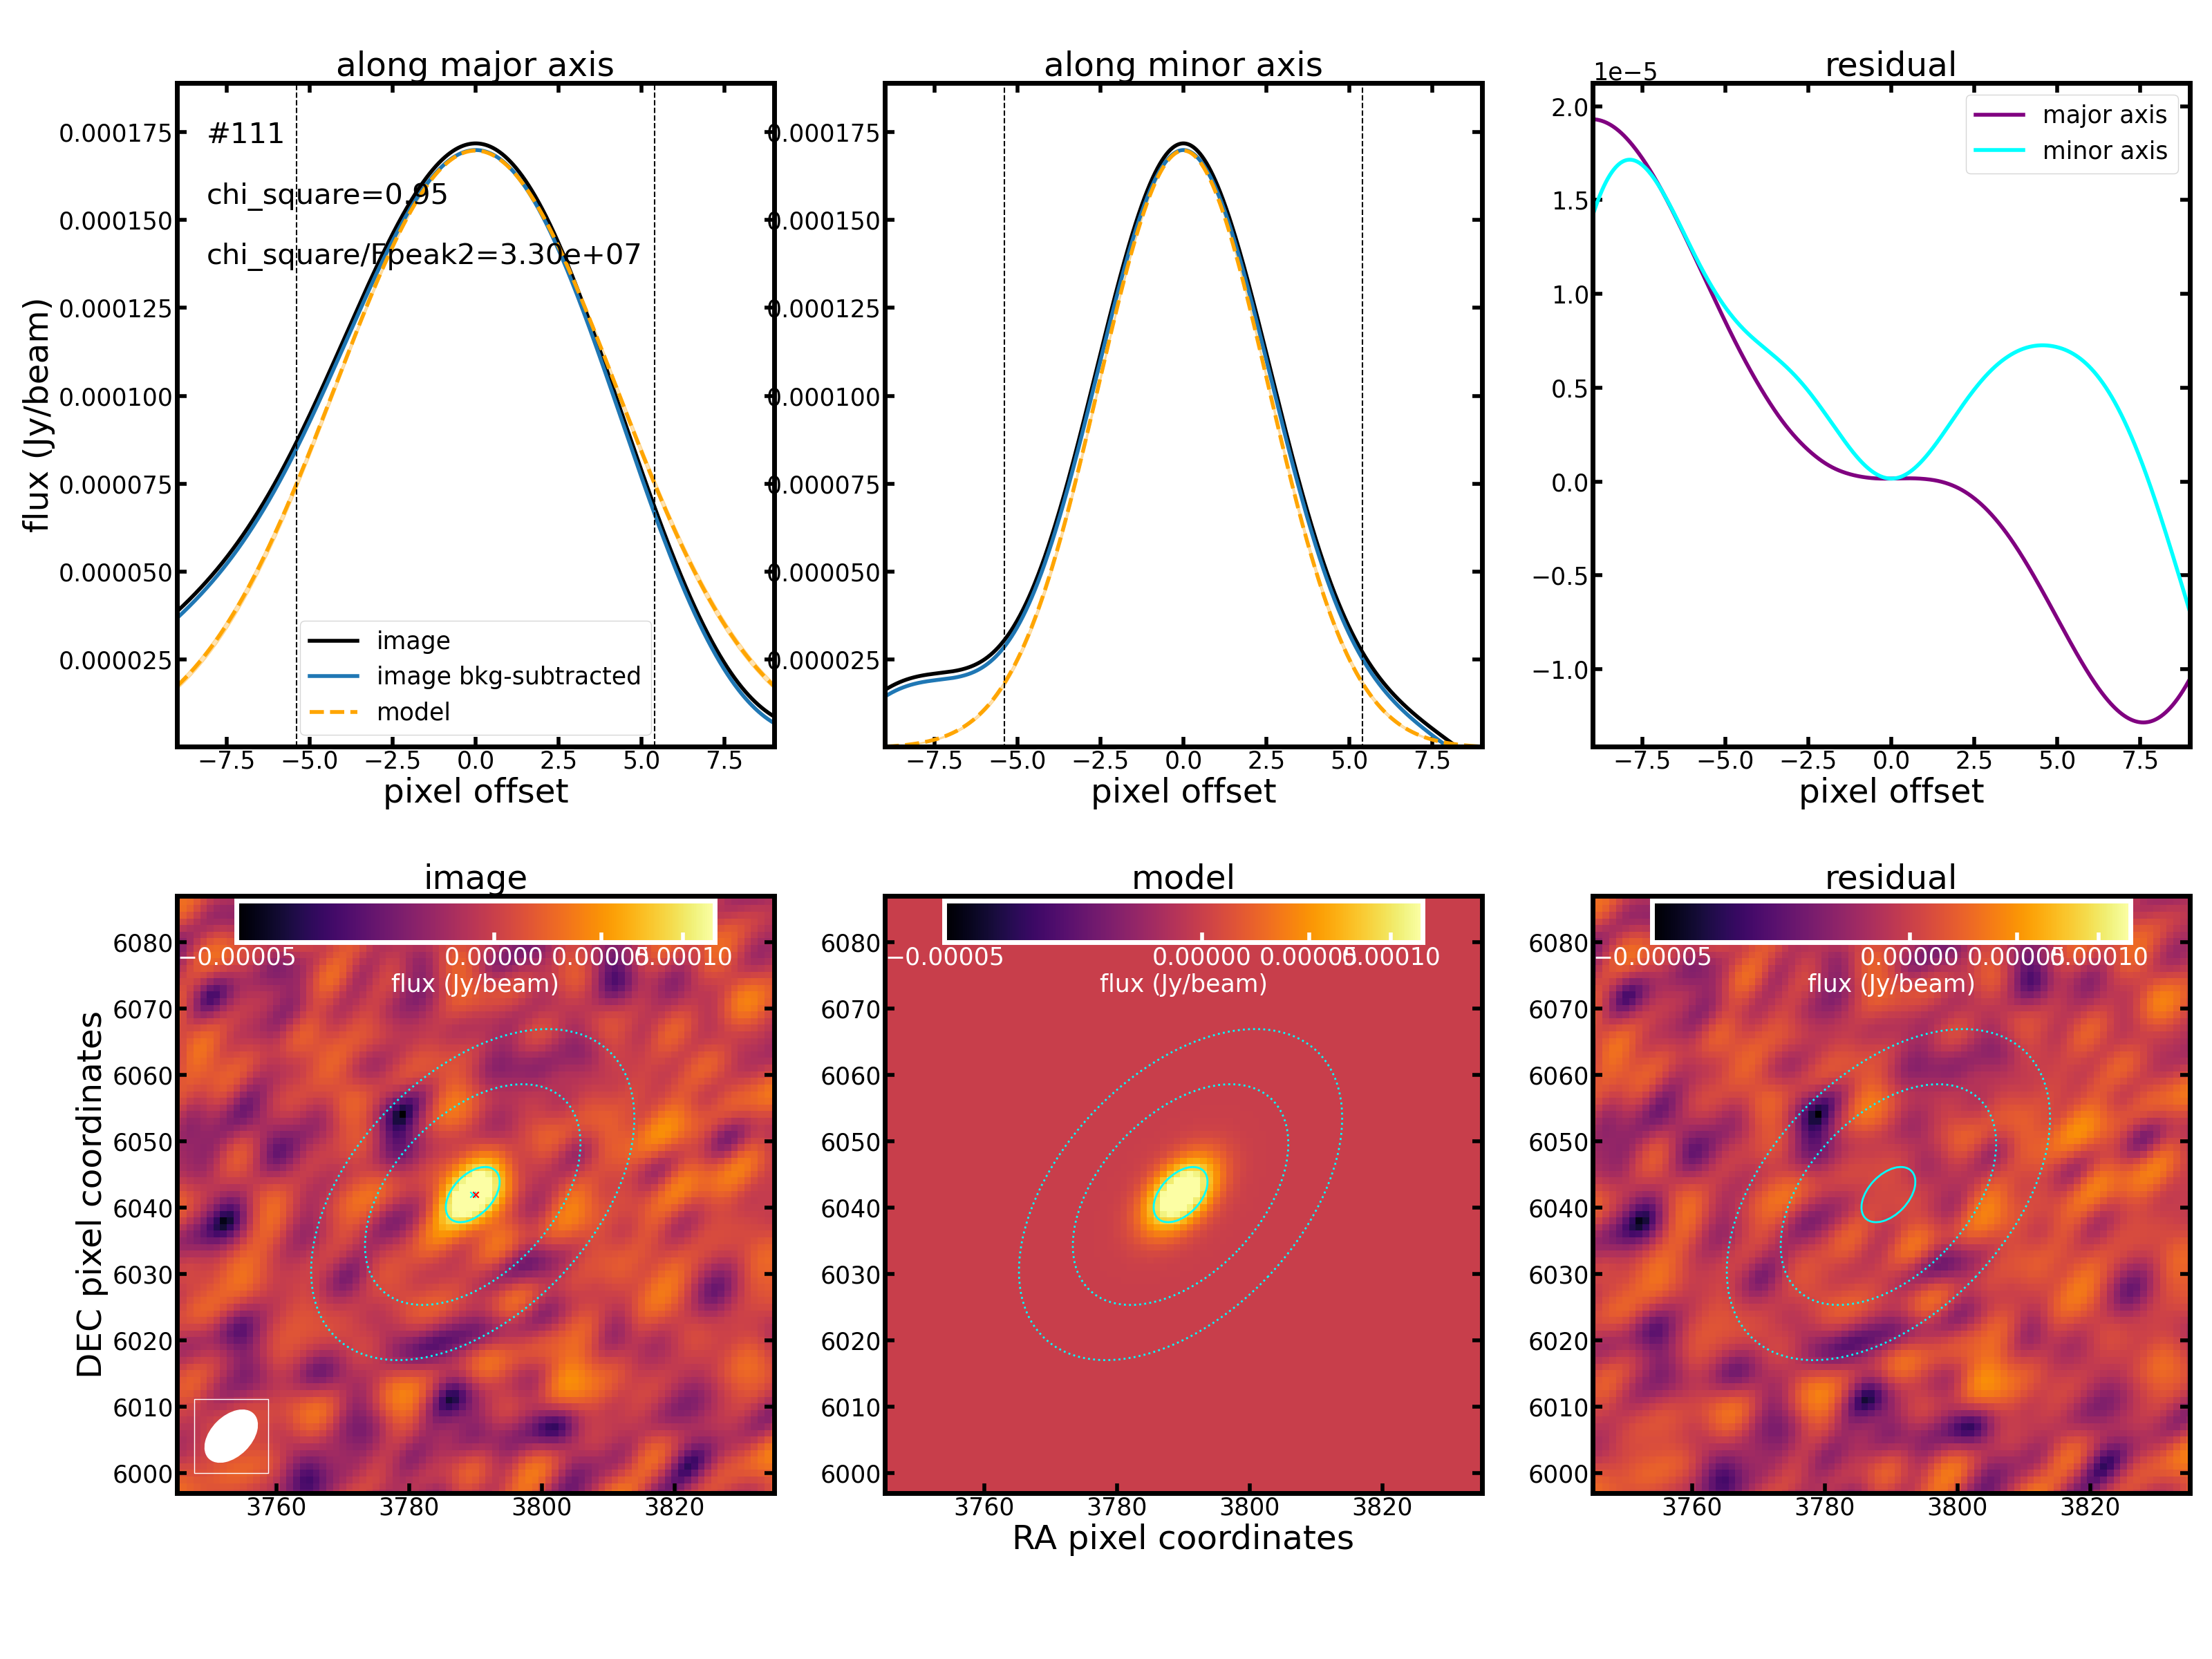 along major axis
along minor axis
residual
1e−5
#111
chi_square=0.95
chi_square/Fpeak2=3.30e+07
0.000175
0.000150
0.000125
0.000100
0.000075
0.000050
0.000025
flux (Jy/beam)
image
image bkg-subtracted
model
−7.5 −5.0 −2.5 0.0 2.5 5.0 7.5
pixel offset
0.000175
0.000150
0.000125
0.000100
0.000075
0.000050
0.000025
−7.5 −5.0 −2.5 0.0 2.5 5.0 7.5
pixel offset
major axis
minor axis
2.0
1.5
1.0
0.5
0.0
−0.5
−1.0
−7.5 −5.0 −2.5 0.0 2.5 5.0 7.5
pixel offset
image
−0.00005 0.00000 0.00005 0.00010
flux (Jy/beam)
6080
6070
6060
6050
6040
6030
6020
6010
6000
DEC pixel coordinates
3760 3780 3800 3820
model
−0.00005 0.00000 0.00005 0.00010
flux (Jy/beam)
6080
6070
6060
6050
6040
6030
6020
6010
6000
3760 3780 3800 3820
RA pixel coordinates
residual
−0.00005 0.00000 0.00005 0.00010
flux (Jy/beam)
6080
6070
6060
6050
6040
6030
6020
6010
6000
3760 3780 3800 3820